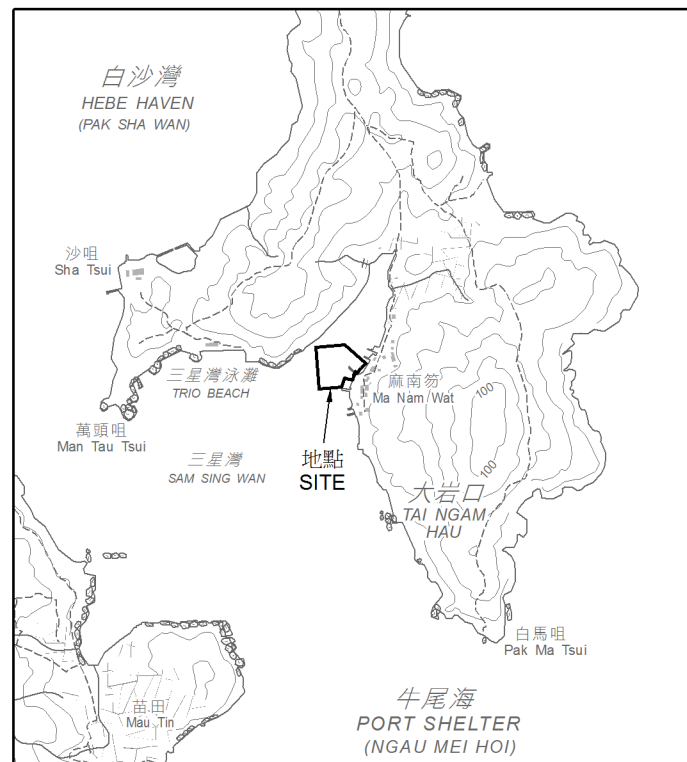 白沙灣
HEBE HAVEN
(PAK SHA WAN)
沙咀
Sha Tsui
三星灣泳灘
TRIO BEACH
麻南笏
Ma Nam Wat
100
萬頭咀
Man Tau Tsui
三星灣
SAM SING WAN
地點
SITE
100
大岩口
TAI NGAM
HAU
白馬咀
Pak Ma Tsui
苗田
Mau Tin
牛尾海
PORT SHELTER
(NGAU MEI HOI)